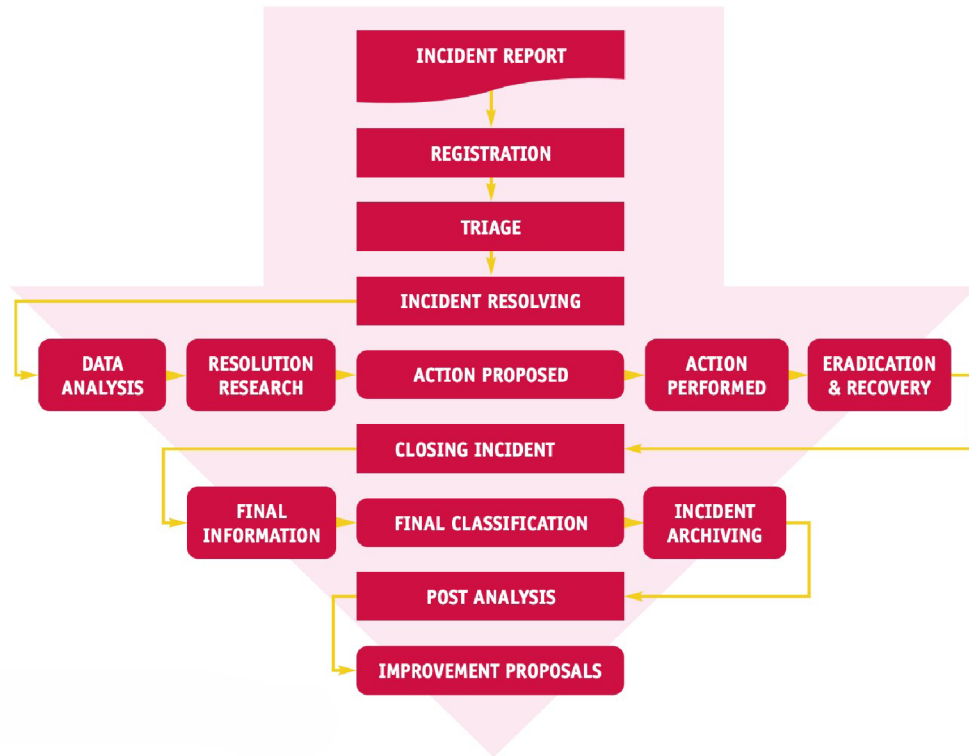 INCIDENT REPORT
REGISTRATION
TRIAGE
INCIDENT RESOLVING
DATA
ANALYSIS
RESOLUTION
RESEARCH
ACTION PROPOSED
ACTION
PERFORMED
ERADICATION
& RECOVERY
CLOSING INCIDENT
FINAL
INFORMATION
FINAL CLASSIFICATION
INCIDENT
ARCHIVING
POST ANALYSIS
IMPROVEMENT PROPOSALS